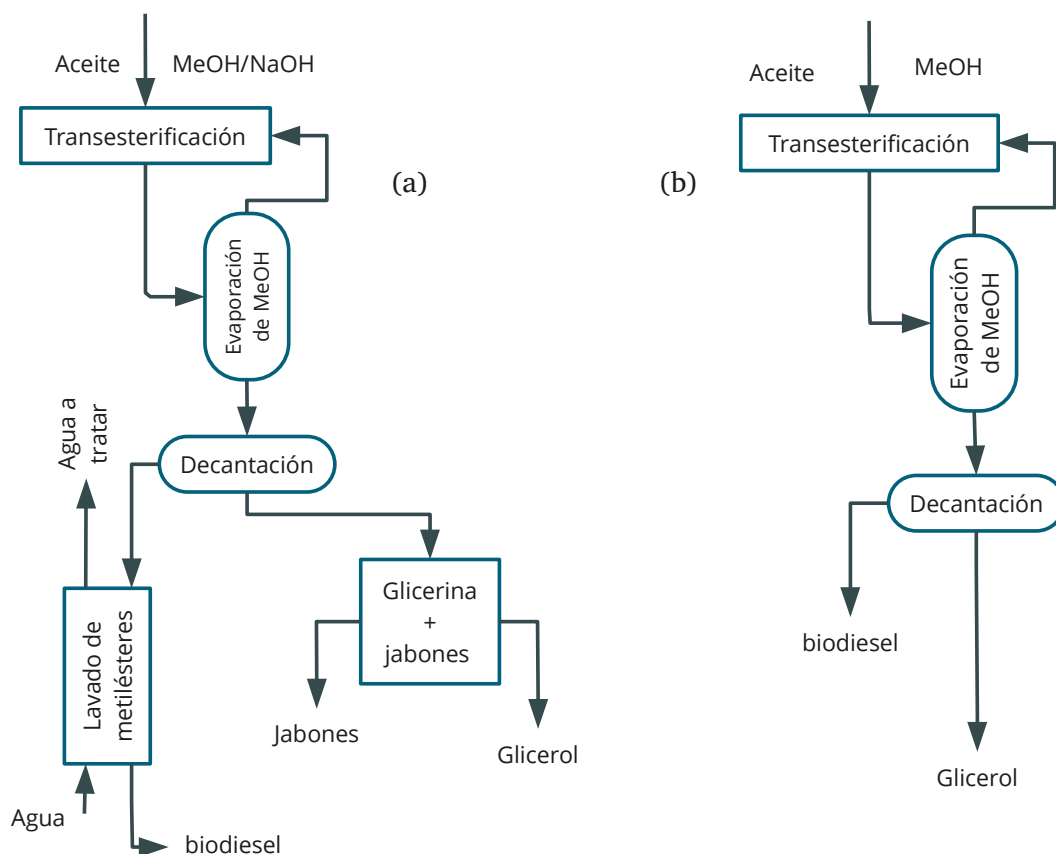 Aceite
MeOH/NaOH
Transesterificación
(a)
Evaporación
de MeOH
Decantación
Agua a
tratar
Lavado de
metilésteres
Agua
biodiesel
Glicerina
+
jabones
Jabones
Glicerol
(b)
Aceite
MeOH
Transesterificación
Evaporación
de MeOH
Decantación
biodiesel
Glicerol